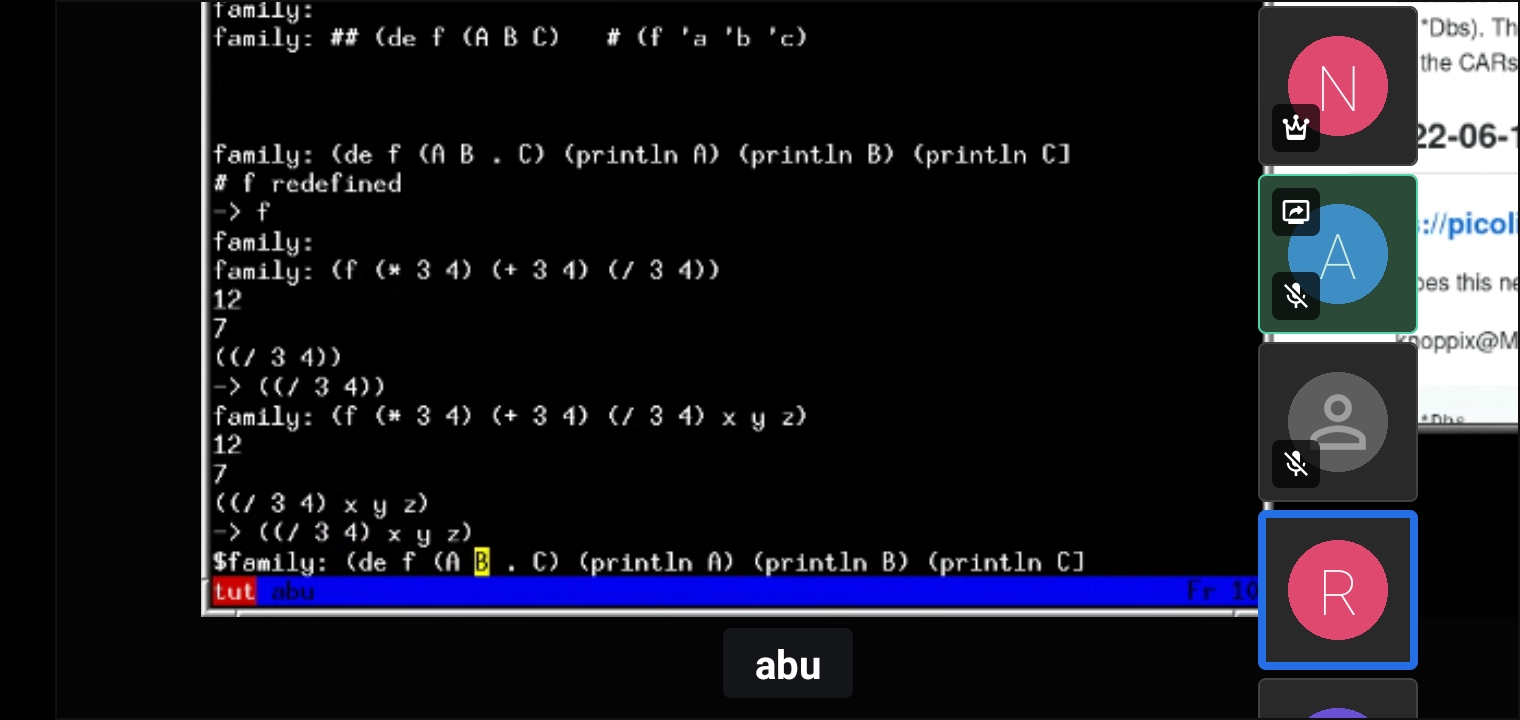 family:
family: ## (de f (A B C)   # (f 'a 'b 'c)
family: (de f (A B . C) (println A) (println B) (println C]
# f redefined
-> f
family:
family: (f (* 3 4) (+ 3 4) (/ 3 4))
12
7
((/ 3 4))
-> ((/ 3 4))
family: (f (* 3 4) (+ 3 4) (/ 3 4) x y z)
12
7
((/ 3 4) x y z)
-> ((/ 3 4) x y z)
$family: (de f (A B . C) (println A) (println B) (println C]
tut abu Fr 10
abu
N
A
R
*Dbs). Th
the CARs
22-06-1
s://picoli
oes this ne
knoppix@M
*Dbs